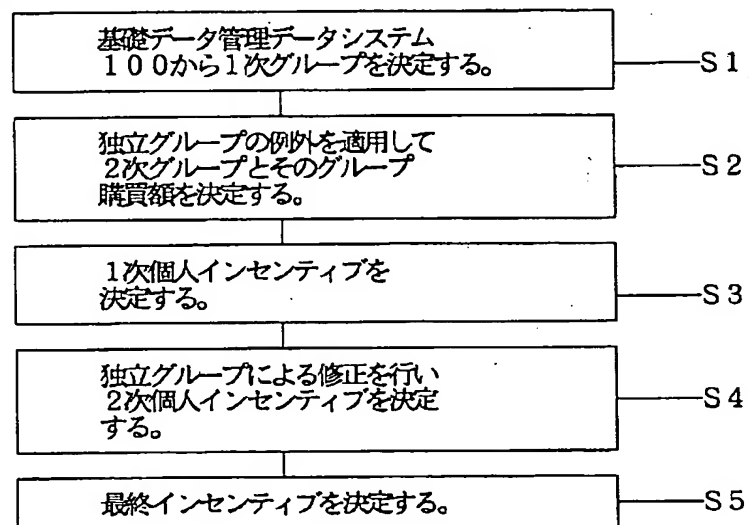 基礎データ管理データシステム
100から1次グループを決定する。
S1
独立グループの例外を適用して
2次グループとそのグループ
購買額を決定する。
S2
1次個人インセンティブを
決定する。
S3
独立グループによる修正を行い
2次個人インセンティブを決定
する。
S4
最終インセンティブを決定する。
S5